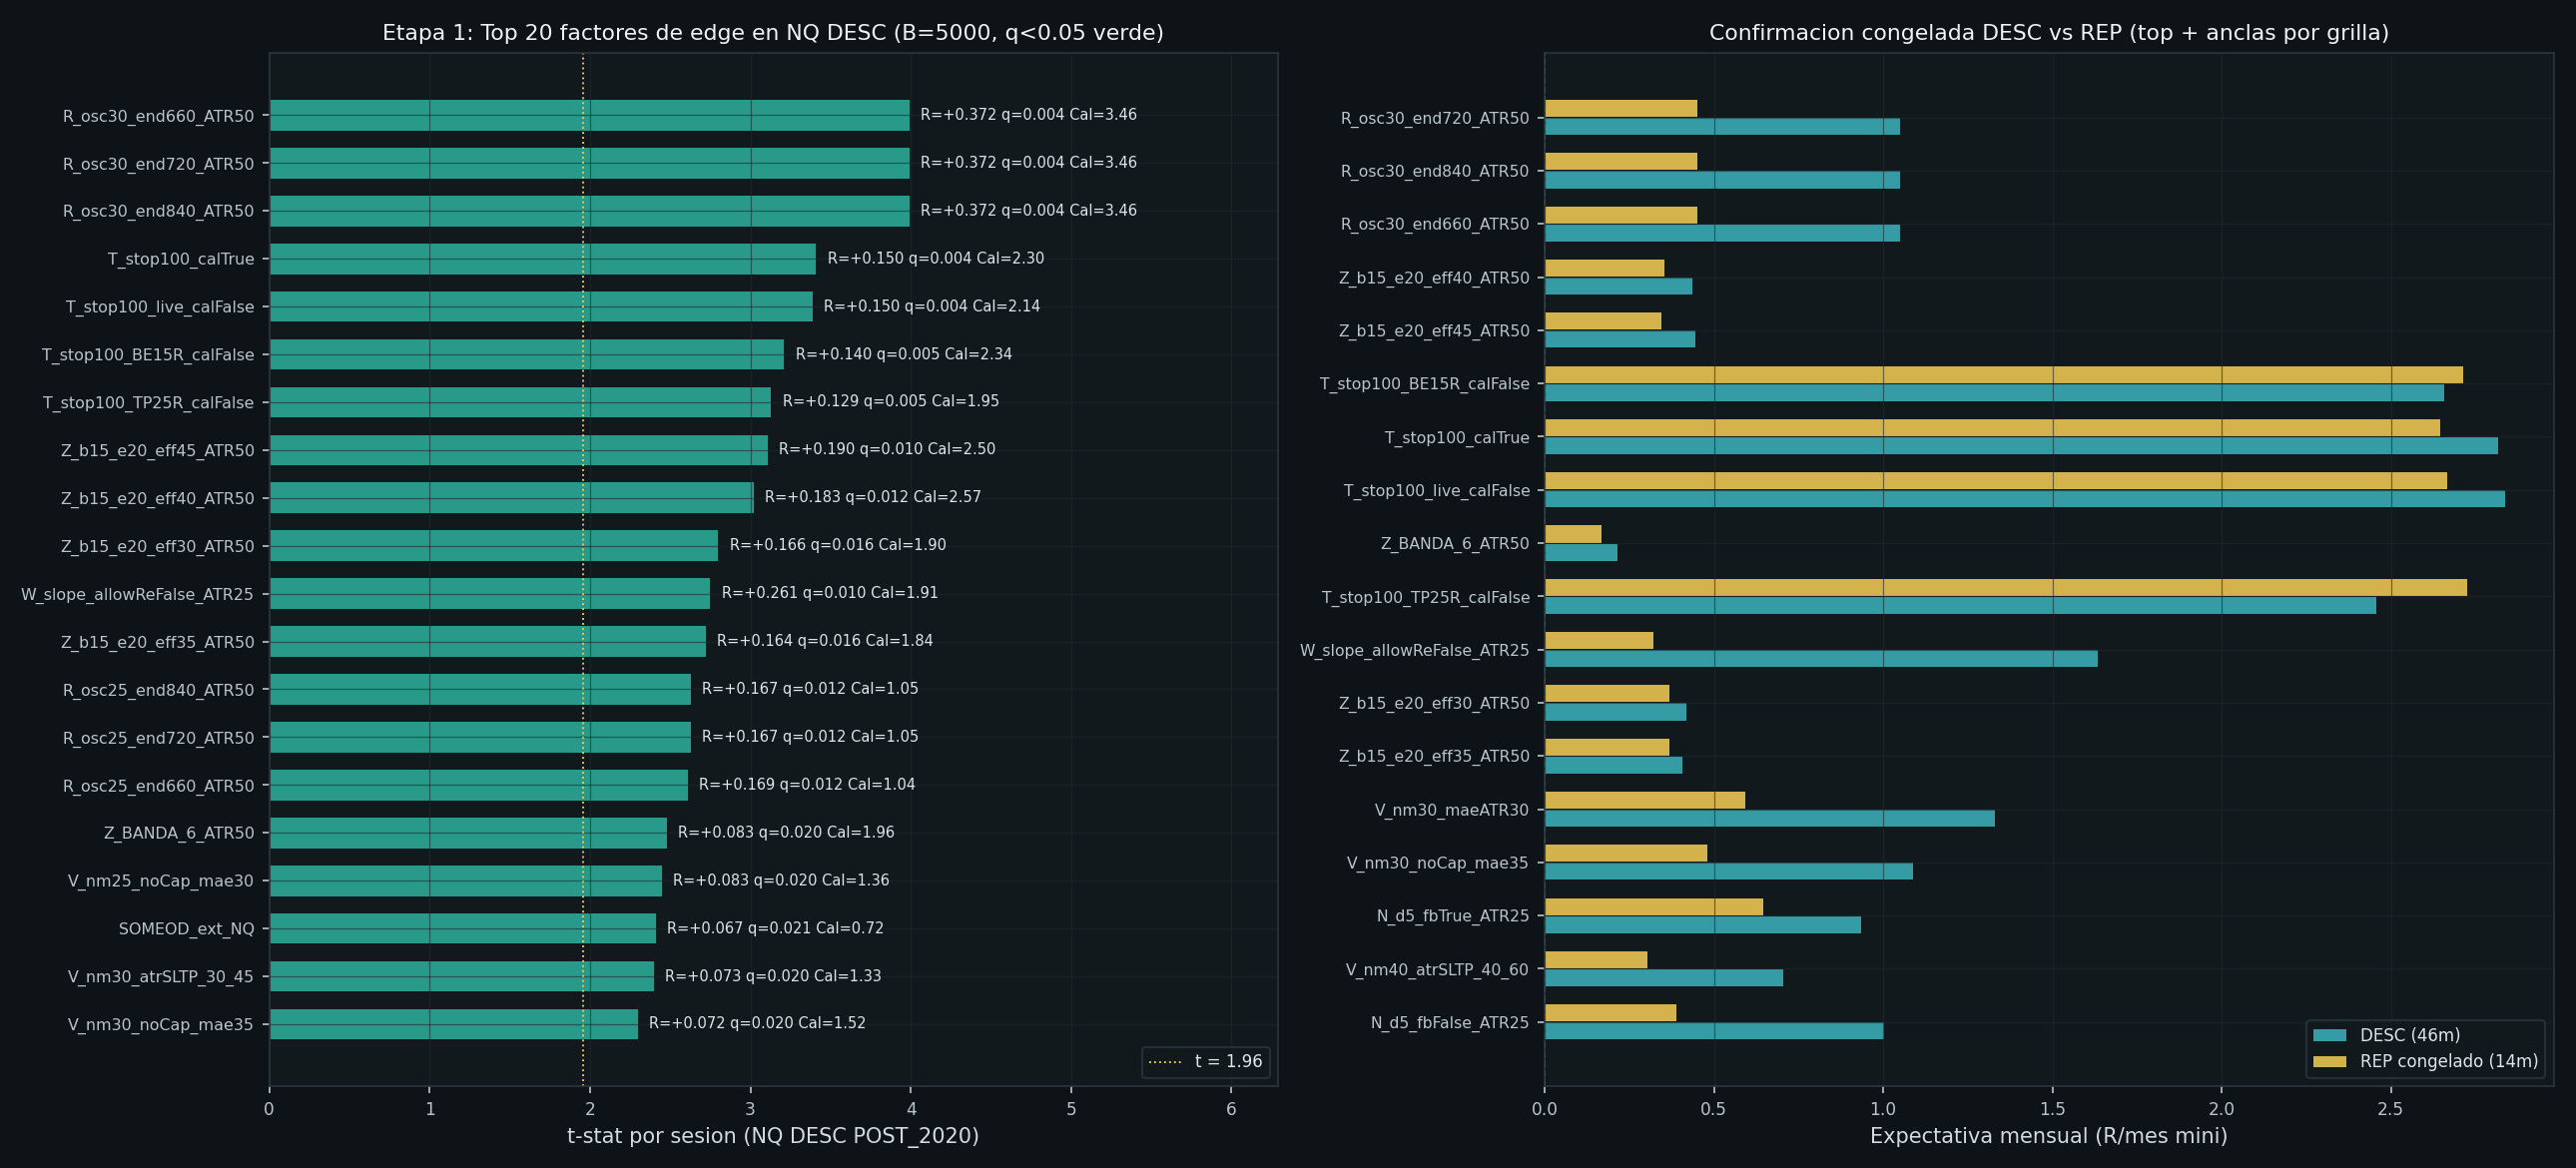 Etapa 1: Top 20 factores de edge en NQ DESC (B=5000, q<0.05 verde)
R_osc30_end660_ATR50 R=+0.372 q=0.004 Cal=3.46
R_osc30_end720_ATR50 R=+0.372 q=0.004 Cal=3.46
R_osc30_end840_ATR50 R=+0.372 q=0.004 Cal=3.46
T_stop100_calTrue R=+0.150 q=0.004 Cal=2.30
T_stop100_live_calFalse R=+0.150 q=0.004 Cal=2.14
T_stop100_BE15R_calFalse R=+0.140 q=0.005 Cal=2.34
T_stop100_TP25R_calFalse R=+0.129 q=0.005 Cal=1.95
Z_b15_e20_eff45_ATR50 R=+0.190 q=0.010 Cal=2.50
Z_b15_e20_eff40_ATR50 R=+0.183 q=0.012 Cal=2.57
Z_b15_e20_eff30_ATR50 R=+0.166 q=0.016 Cal=1.90
W_slope_allowReFalse_ATR25 R=+0.261 q=0.010 Cal=1.91
Z_b15_e20_eff35_ATR50 R=+0.164 q=0.016 Cal=1.84
R_osc25_end840_ATR50 R=+0.167 q=0.012 Cal=1.05
R_osc25_end720_ATR50 R=+0.167 q=0.012 Cal=1.05
R_osc25_end660_ATR50 R=+0.169 q=0.012 Cal=1.04
Z_BANDA_6_ATR50 R=+0.083 q=0.020 Cal=1.96
V_nm25_noCap_mae30 R=+0.083 q=0.020 Cal=1.36
SOMEOD_ext_NQ R=+0.067 q=0.021 Cal=0.72
V_nm30_atrSLTP_30_45 R=+0.073 q=0.020 Cal=1.33
V_nm30_noCap_mae35 R=+0.072 q=0.020 Cal=1.52
t = 1.96
0 1 2 3 4 5 6
t-stat por sesion (NQ DESC POST_2020)
Confirmacion congelada DESC vs REP (top + anclas por grilla)
R_osc30_end720_ATR50
R_osc30_end840_ATR50
R_osc30_end660_ATR50
Z_b15_e20_eff40_ATR50
Z_b15_e20_eff45_ATR50
T_stop100_BE15R_calFalse
T_stop100_calTrue
T_stop100_live_calFalse
Z_BANDA_6_ATR50
T_stop100_TP25R_calFalse
W_slope_allowReFalse_ATR25
Z_b15_e20_eff30_ATR50
Z_b15_e20_eff35_ATR50
V_nm30_maeATR30
V_nm30_noCap_mae35
N_d5_fbTrue_ATR25
V_nm40_atrSLTP_40_60
N_d5_fbFalse_ATR25
DESC (46m)
REP congelado (14m)
0.0 0.5 1.0 1.5 2.0 2.5
Expectativa mensual (R/mes mini)